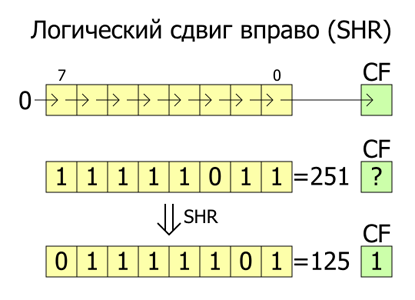 Логический сдвиг вправо (SHR)
7 0 CF
0
CF
1 1 1 1 1 0 1 1 =251 ?
SHR
CF
0 1 1 1 1 1 0 1 =125 1